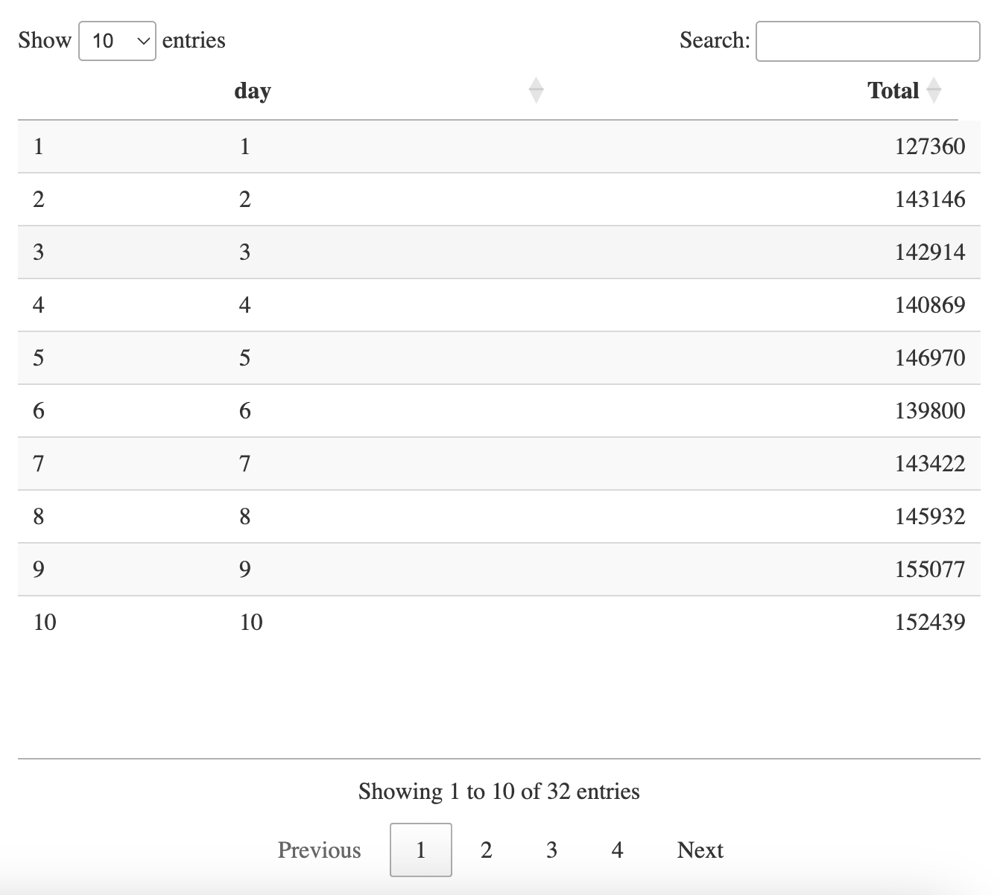 Show 10 entries Search:
day Total
1 1 127360
2 2 143146
3 3 142914
4 4 140869
5 5 146970
6 6 139800
7 7 143422
8 8 145932
9 9 155077
10 10 152439
Showing 1 to 10 of 32 entries
Previous 1 2 3 4 Next